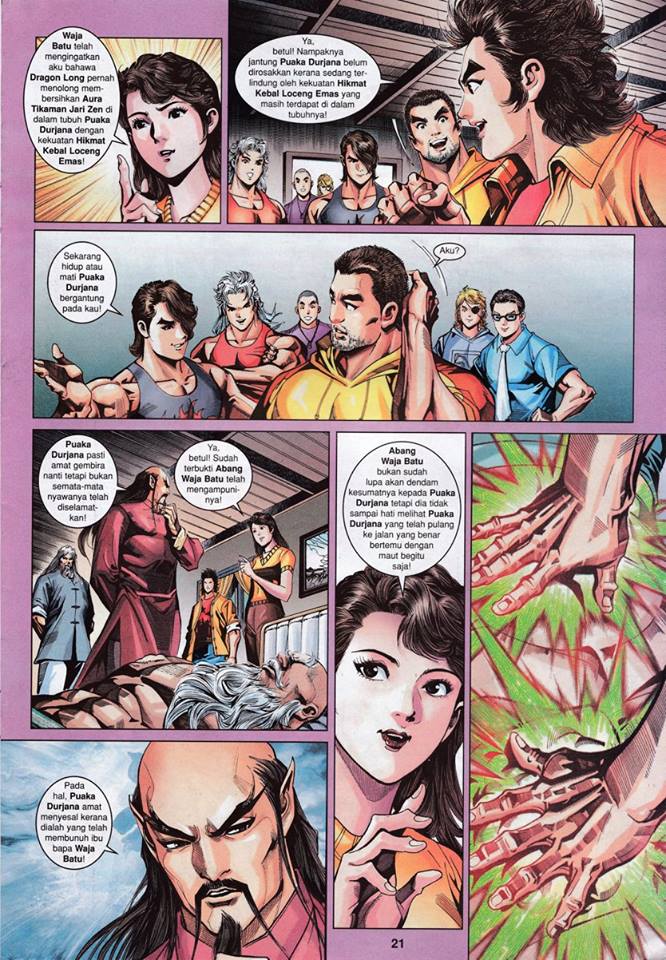 Waja
Batu telah
mengingatkan
aku bahawa
Dragon Long pernah
menolong mem-
bersihkan Aura
Tikaman Jari Zen di
dalam tubuh Puaka
Durjana dengan
kekuatan Hikmat
Kebal Loceng
Emas!
Ya,
betul! Nampaknya
jantung Puaka Durjana belum
dirosakkan kerana sedang ter-
lindung oleh kekuatan Hikmat
Kebal Loceng Emas yang
masih terdapat di dalam
tubuhnya!
Sekarang
hidup atau
mati Puaka
Durjana
bergantung
pada kau!
Aku?
Puaka
Durjana pasti
amat gembira
nanti tetapi bukan
semata-mata
nyawanya telah
diselamat-
kan!
Ya,
betul! Sudah
terbukti Abang
Waja Batu telah
mengampuni-
nya!
Abang
Waja Batu
bukan sudah
lupa akan dendam
kesumatnya kepada Puaka
Durjana tetapi dia tidak
sampai hati melihat Puaka
Durjana yang telah pulang
ke jalan yang benar
bertemu dengan
maut begitu
saja!
Pada
hal, Puaka
Durjana amat
menyesal kerana
dialah yang telah
membunuh ibu
bapa Waja
Batu!
21